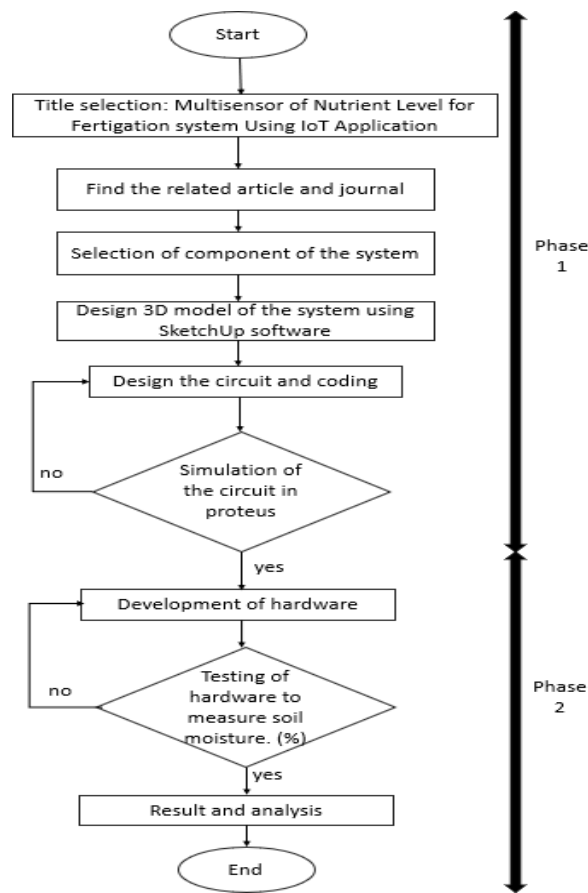 Start
Title selection: Multisensor of Nutrient Level for
Fertigation system Using IoT Application
Find the related article and journal
Selection of component of the system
Design 3D model of the system using
SketchUp software
Design the circuit and coding
no
Simulation of
the circuit in
proteus
yes
Phase
1
Development of hardware
no
Testing of
hardware to
measure soil
moisture. (%)
yes
Phase
2
Result and analysis
End